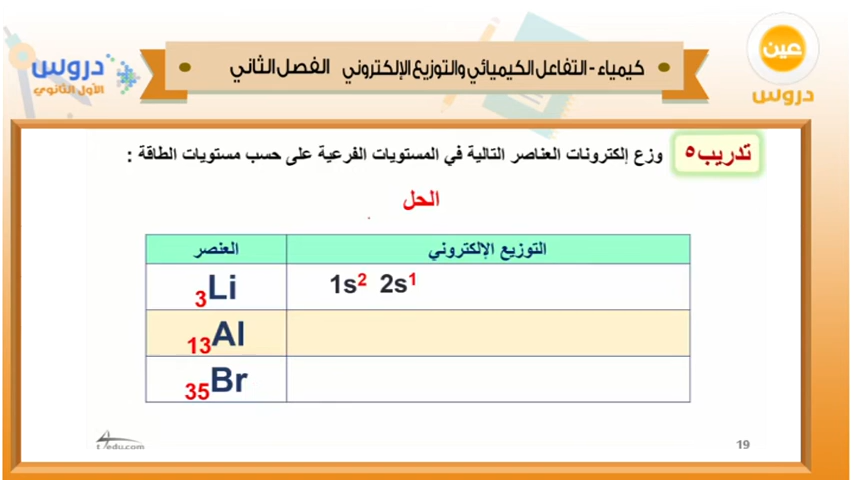 دروس
الأول الثانوي
كيمياء - التفاعل الكيميائي والتوزيع الإلكتروني الفصل الثاني
عين
دروس
تدريب ٥ وزع إلكترونات العناصر التالية في المستويات الفرعية على حسب مستويات الطاقة :
الحل
العنصر التوزيع الإلكتروني
₃Li 1s² 2s¹
₁₃Al
₃₅Br
t4edu.com
19